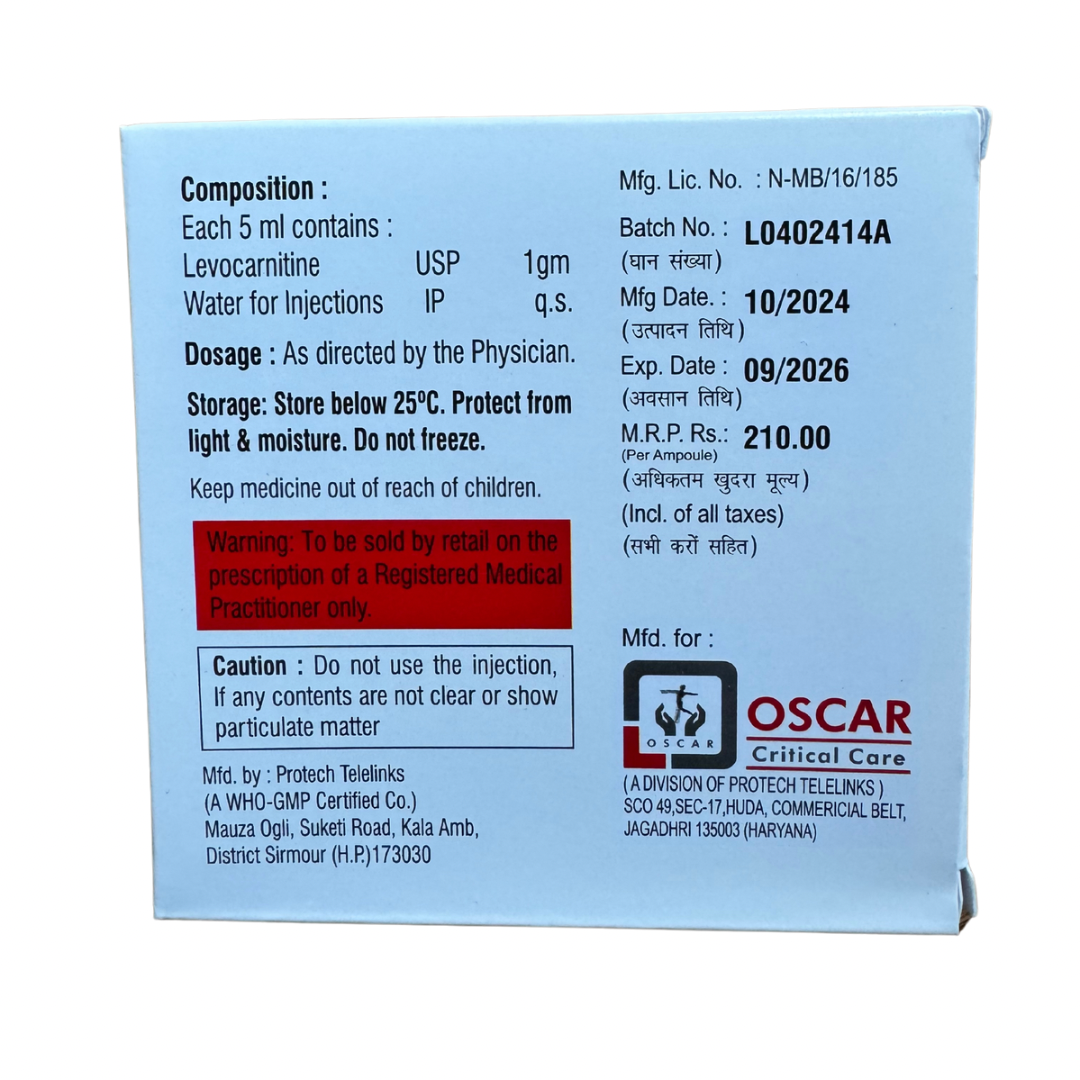 Composition :
Each 5 ml contains :
Levocarnitine USP 1gm
Water for Injections IP q.s.
Dosage : As directed by the Physician.
Storage: Store below 25ºC. Protect from
light & moisture. Do not freeze.
Keep medicine out of reach of children.
Warning: To be sold by retail on the
prescription of a Registered Medical
Practitioner only.
Caution : Do not use the injection,
If any contents are not clear or show
particulate matter
Mfd. by : Protech Telelinks
(A WHO-GMP Certified Co.)
Mauza Ogli, Suketi Road, Kala Amb,
District Sirmour (H.P.)173030
Mfg. Lic. No. : N-MB/16/185
Batch No. : L0402414A
(घान संख्या)
Mfg Date. : 10/2024
(उत्पादन तिथि)
Exp. Date : 09/2026
(अवसान तिथि)
M.R.P. Rs.: 210.00
(Per Ampoule)
(अधिकतम खुदरा मूल्य)
(Incl. of all taxes)
(सभी करों सहित)
Mfd. for :
OSCAR
OSCAR
Critical Care
(A DIVISION OF PROTECH TELELINKS )
SCO 49,SEC-17,HUDA, COMMERICIAL BELT,
JAGADHRI 135003 (HARYANA)